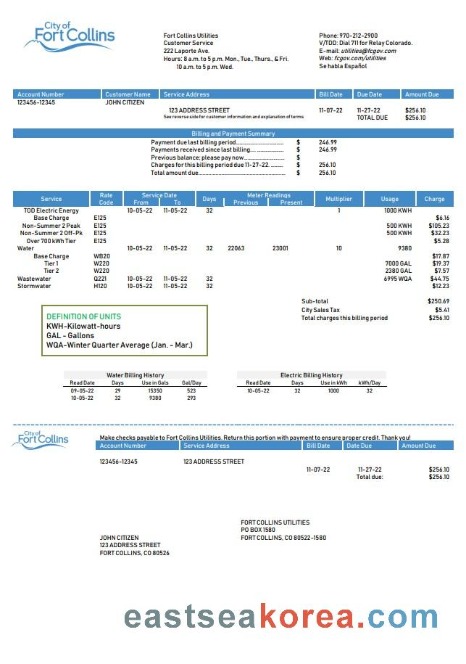 City of
Fort Collins
Fort Collins Utilities
Customer Service
222 Laporte Ave.
Hours: 8 a.m. to 5 p.m. Mon., Tue., Thurs., & Fri.
10 a.m. to 5 p.m. Wed.
Phone: 970-212-2900
V/TDD: Dial 711 for Relay Colorado.
E-mail: utilities@fcgov.com
Web: fcgov.com/utilities
Se habla Español
Account Number Customer Name Service Address Bill Date Due Date Amount Due
123456-12345 JOHN CITIZEN
123 ADDRESS STREET 11-07-22 11-27-22 $256.10
See reverse side for customer information and explanation of terms TOTAL DUE $256.10
Billing and Payment Summary
Payment due last billing period... $ 246.99
Payments received since last billing... $ 246.99
Previous balance; please pay now... $
Charges for this billing period due 11-27-22. ...... $ 256.10
Total amount due... $ 256.10
Service Rate Code Service Date From To Days Meter Readings Previous Present Multiplier Usage Charge
TOD Electric Energy 10-05-22 11-05-22 32 1 1000 KWH
Base Charge E125 $6.16
Non-Summer 2 Peak E125 500 KWH $105.23
Non-Summer 2 Off-Pk E125 500 KWH $32.23
Over 700 kWh Tier E125 $5.28
Water 10-05-22 11-05-22 32 22063 23001 10 9380
Base Charge WB20 $17.87
Tier 1 W220 7000 GAL $19.37
Tier 2 W220 2380 GAL $7.57
Wastewater Q221 10-05-22 11-05-22 32 6995 WQA $44.75
Stormwater H120 10-05-22 11-05-22 32 $12.23
Sub-total $250.69
City Sales Tax $5.41
Total charges this billing period $256.10
DEFINITION OF UNITS
KWH-Kilowatt-hours
GAL - Gallons
WQA-Winter Quarter Average (Jan. - Mar.)
Water Billing History
Read Date Days Use in Gals Gal/Day
09-05-22 29 15350 523
10-05-22 32 9380 293
Electric Billing History
Read Date Days Use in kWh kWh/Day
10-05-22 32 1000 32
City of
Fort Collins
Make checks payable to Fort Collins Utilities. Return this portion with payment to ensure proper credit. Thank you!
Account Number Service Address Bill Date Date Due Amount Due
123456-12345 123 ADDRESS STREET
11-07-22 11-27-22 $256.10
Total due: $256.10
FORT COLLINS UTILITIES
PO BOX 1580
FORT COLLINS, CO 80522-1580
JOHN CITIZEN
123 ADDRESS STREET
FORT COLLINS, CO 80526
eastseakorea.com